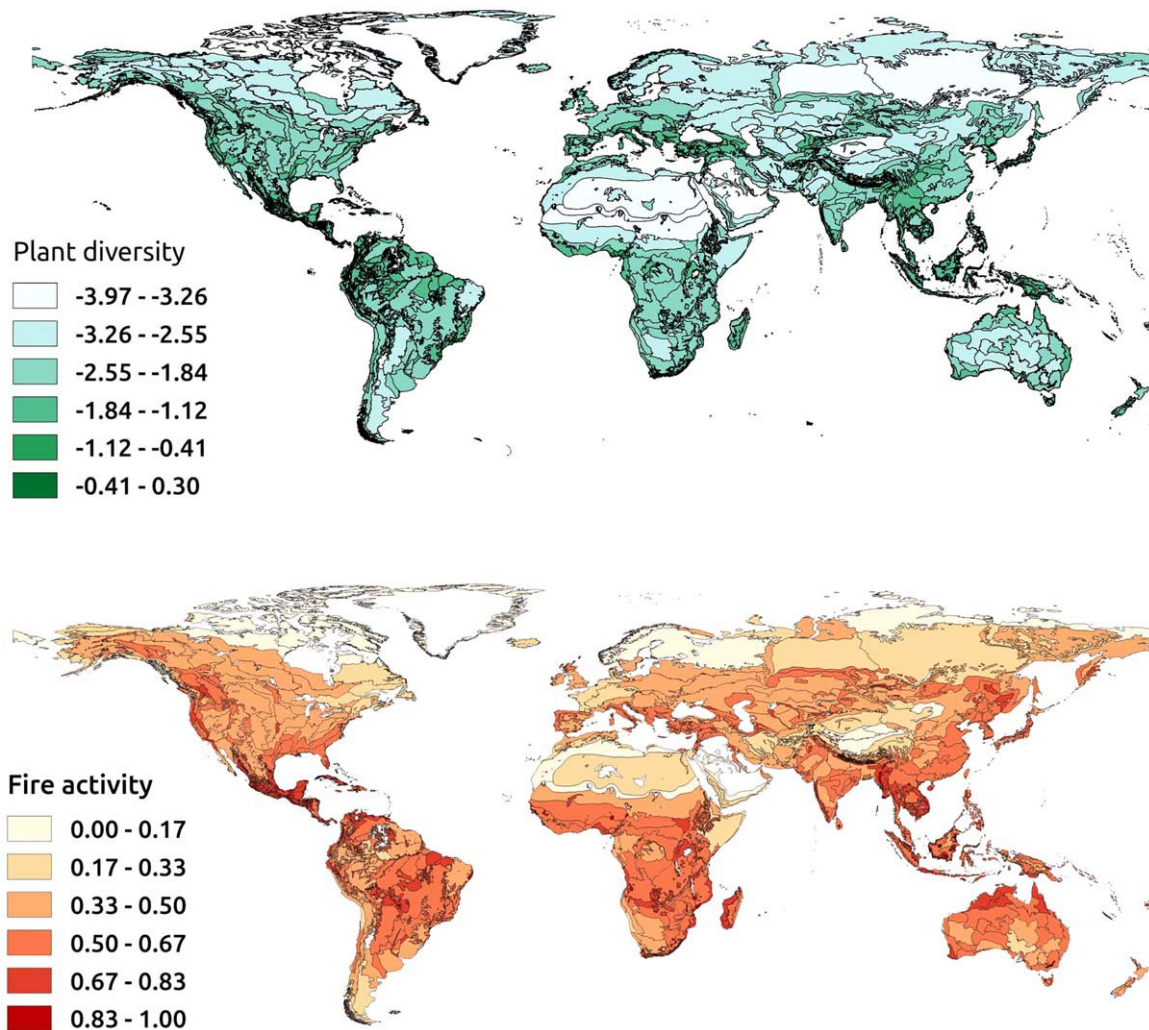 Plant diversity
-3.97 - -3.26
-3.26 - -2.55
-2.55 - -1.84
-1.84 - -1.12
-1.12 - -0.41
-0.41 - 0.30
Fire activity
0.00 - 0.17
0.17 - 0.33
0.33 - 0.50
0.50 - 0.67
0.67 - 0.83
0.83 - 1.00